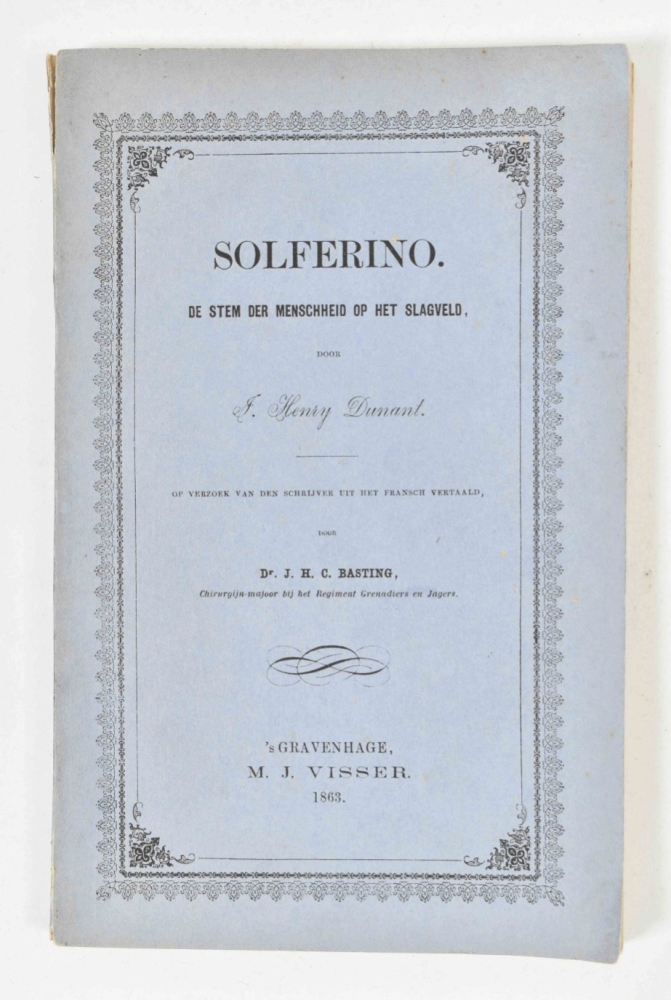 SOLFERINO.
DE STEM DER MENSCHHEID OP HET SLAGVELD,
DOOR
J. Henry Dunant.
OP VERZOEK VAN DEN SCHRIJVER UIT HET FRANSCH VERTAALD,
DOOR
Dr. J. H. C. BASTING,
Chirurgijn-majoor bij het Regiment Grenadiers en Jagers.
'sGRAVENHAGE,
M. J. VISSER.
1863.